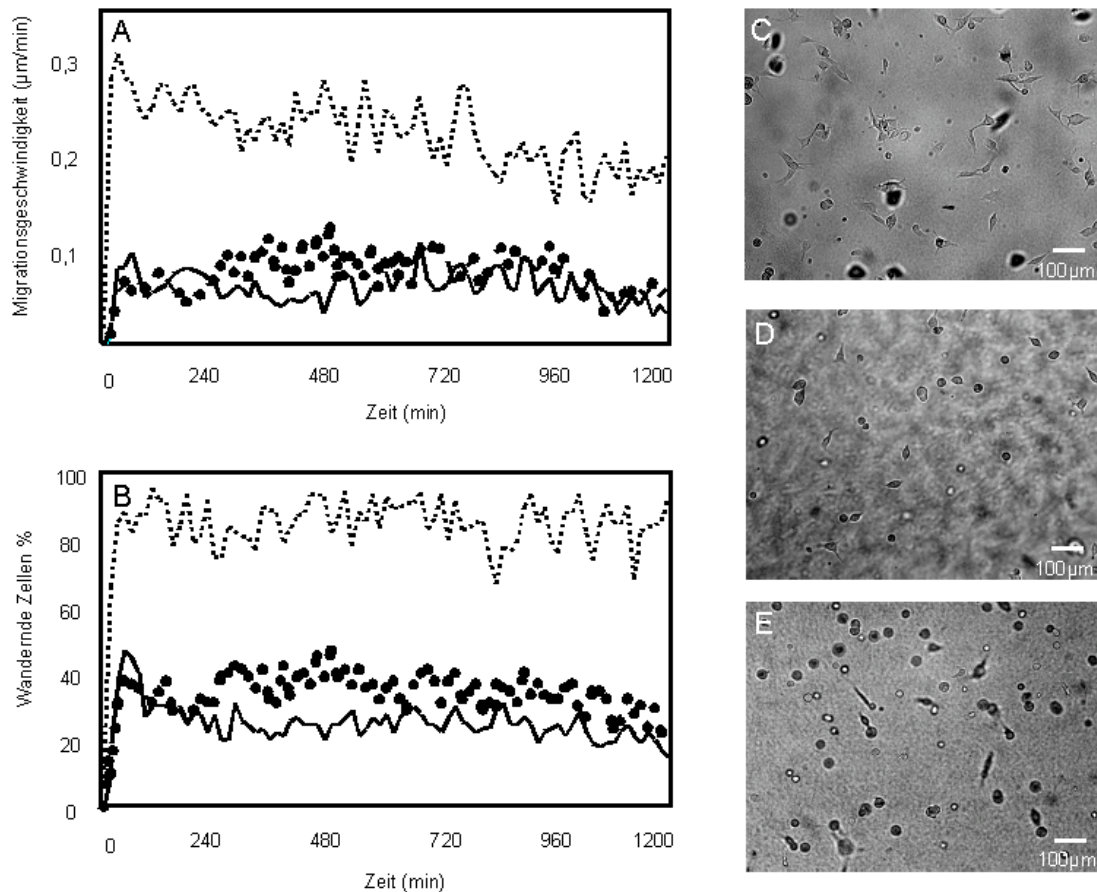 A
Migrationsgeschwindigkeit (µm/min)
0,3
0,2
0,1
0 240 480 720 960 1200
Zeit (min)
B
Wandernde Zellen %
100
80
60
40
20
0
0 240 480 720 960 1200
Zeit (min)
C
100µm
D
100µm
E
100µm